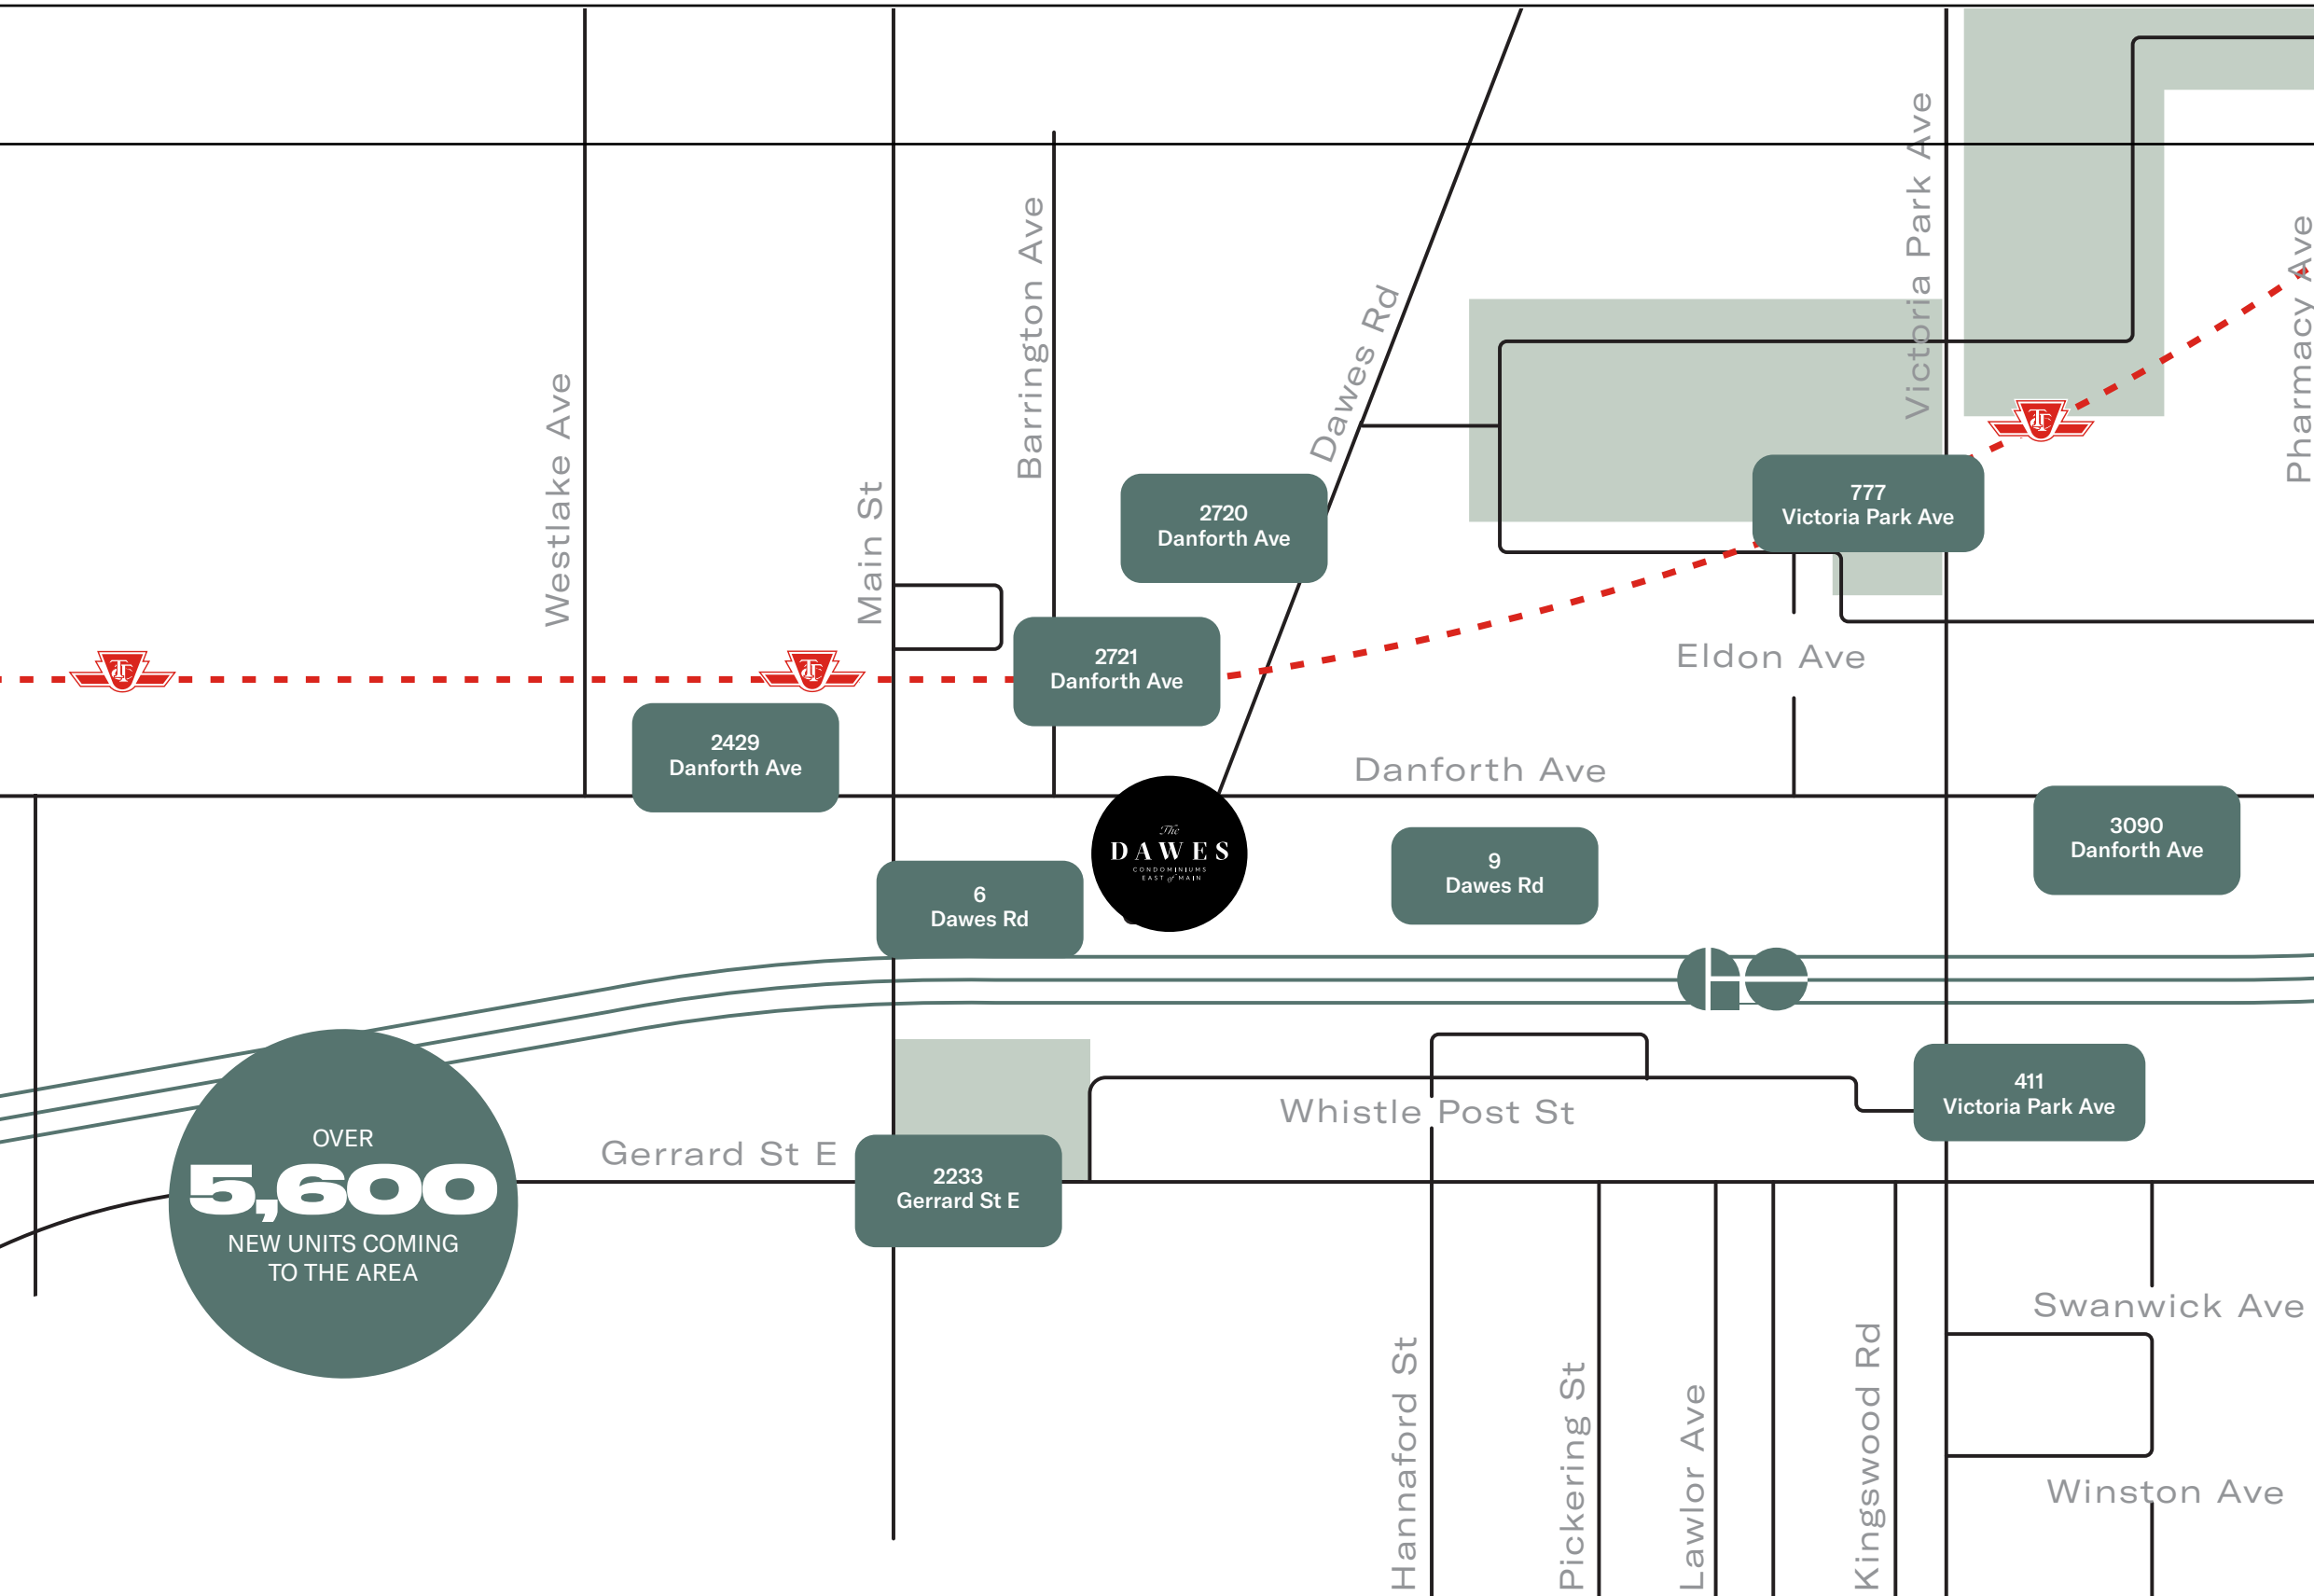 Victoria Park Ave
Barrington Ave
Pharmacy Ave
Dawes Rd
Westlake Ave
Main St
777
Victoria Park Ave
2720
Danforth Ave
2721
Danforth Ave
Eldon Ave
2429
Danforth Ave
Danforth Ave
3090
Danforth Ave
The
DAWES
CONDOMINIUMS
EAST of MAIN
9
Dawes Rd
6
Dawes Rd
411
Victoria Park Ave
Whistle Post St
OVER
5,600
NEW UNITS COMING
TO THE AREA
Gerrard St E
2233
Gerrard St E
Swanwick Ave
Hannaford St
Pickering St
Lawlor Ave
Kingswood Rd
Winston Ave